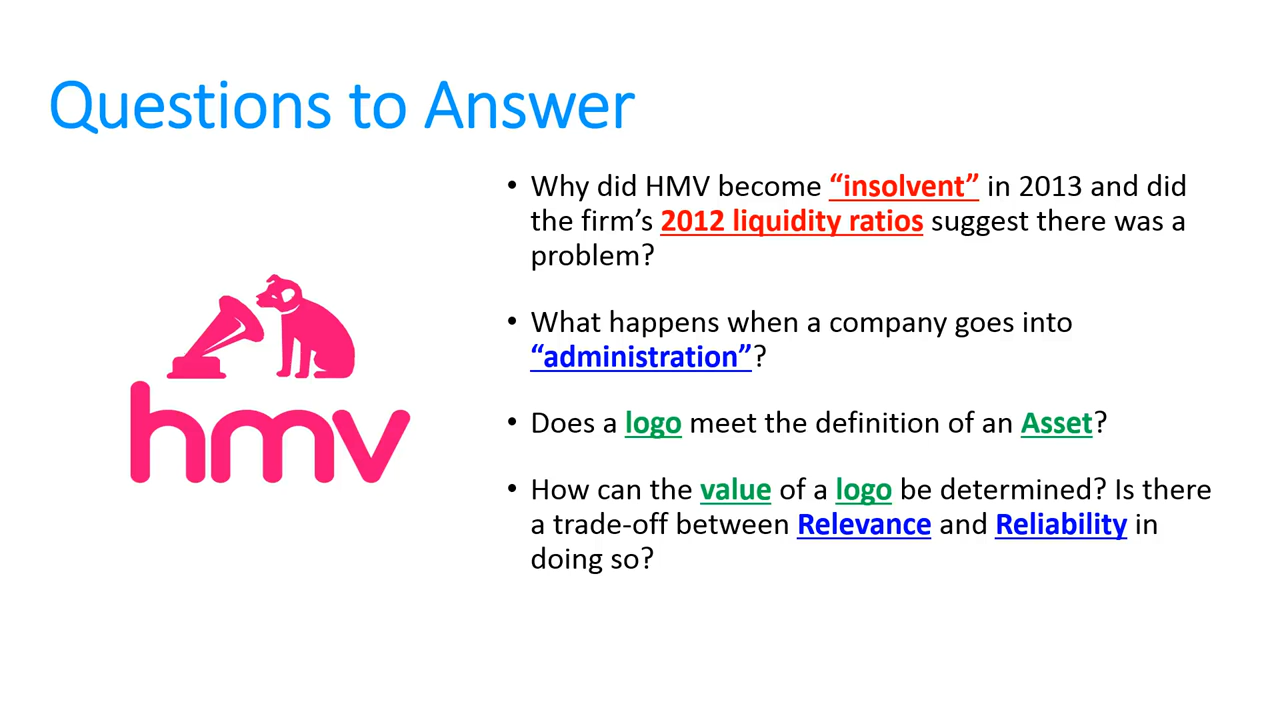 Questions to Answer
• Why did HMV become “insolvent” in 2013 and did
the firm’s 2012 liquidity ratios suggest there was a
problem?
• What happens when a company goes into
“administration”?
• Does a logo meet the definition of an Asset?
• How can the value of a logo be determined? Is there
a trade-off between Relevance and Reliability in
doing so?
hmv